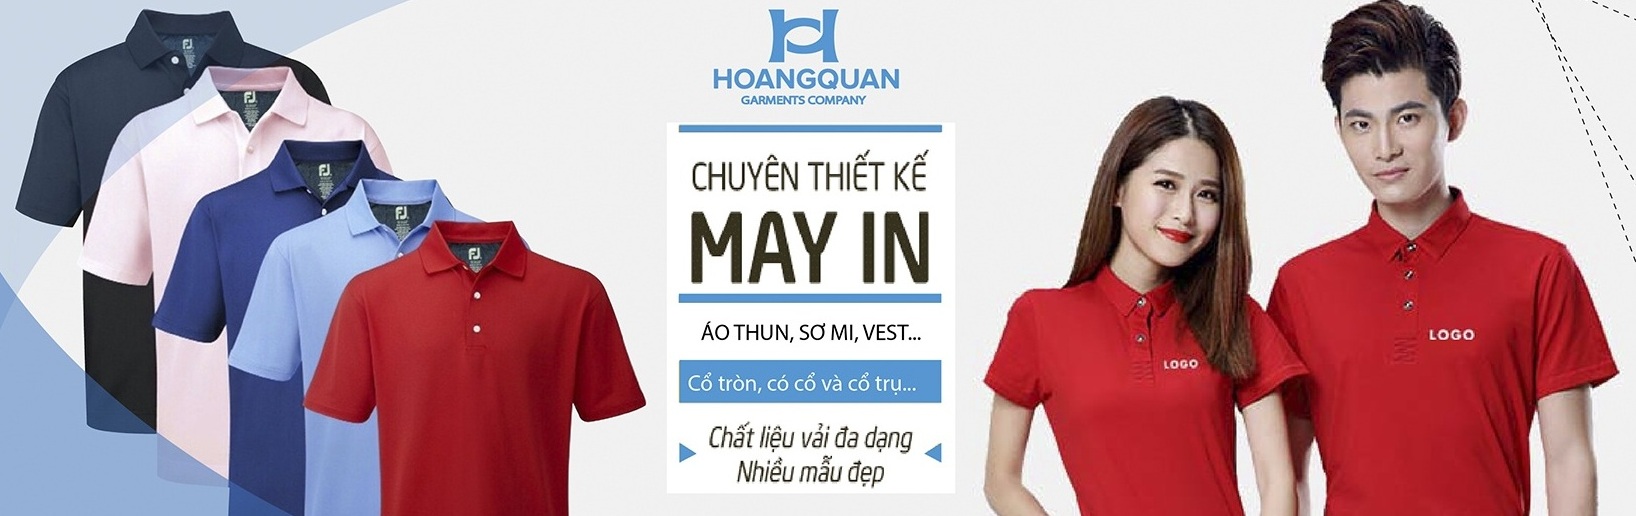 HOANGQUAN
GARMENTS COMPANY
CHUYÊN THIẾT KẾ
MAY IN
ÁO THUN, SƠ MI, VEST...
Cổ tròn, có cổ và cổ trụ...
Chất liệu vải đa dạng
Nhiều mẫu đẹp
FJ
FJ
FJ
FJ
FJ
LOGO
LOGO